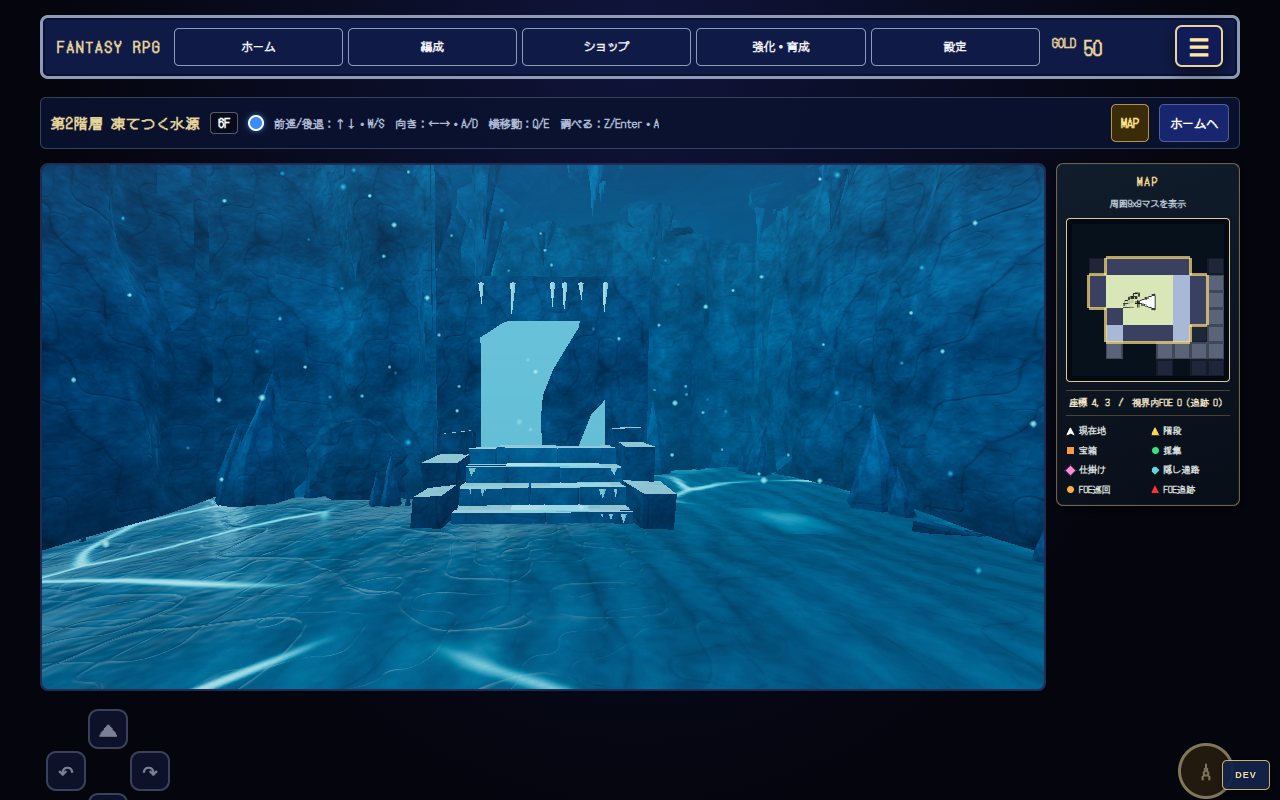 FANTASY RPG ホーム 編成 ショップ 強化・育成 設定 GOLD 50
第2階層 凍てつく水源 6F 前進/後退：↑↓・W/S 向き：←→・A/D 横移動：Q/E 調べる：Z/Enter・A MAP ホームへ
MAP
周囲9x9マスを表示
座標 4, 3 / 視界内FOE 0（追跡 0）
現在地 階段
宝箱 採集
仕掛け 隠し通路
FOE巡回 FOE追跡
A DEV